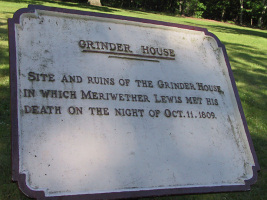 GRINDER HOUSE
SITE AND RUINS OF THE GRINDER HOUSE,
IN WHICH MERIWETHER LEWIS MET HIS
DEATH ON THE NIGHT OF OCT. 11, 1809.